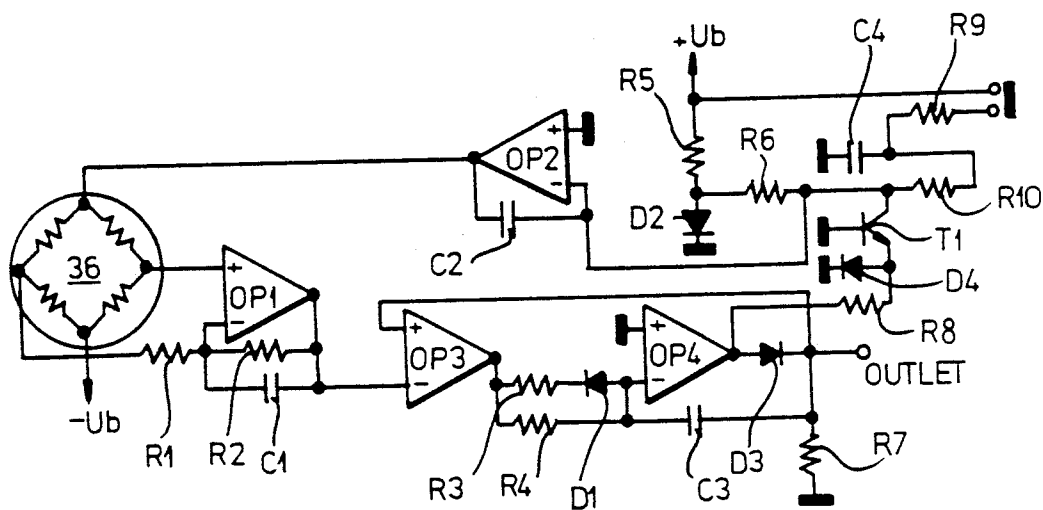 +Ub
C4
R9
R5
R6
OP2
+
-
D2
R10
T1
C2
36
+
OP1
-
D4
R8
+
OP3
-
+
OP4
-
OUTLET
-Ub
R1
R2
C1
R3
R4
D1
C3
D3
R7